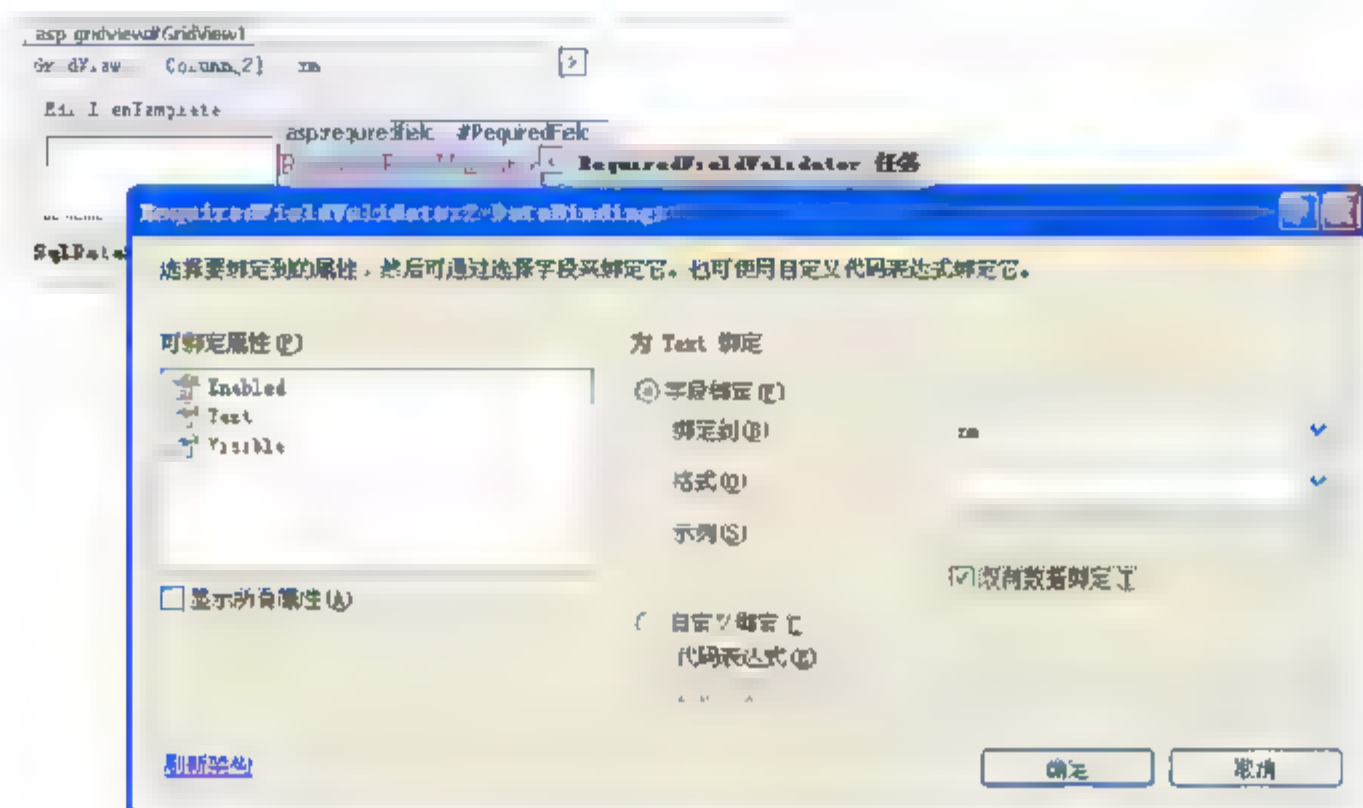 asp gridview#GridView1
xm
asp:requiredfield #RequiredField
RequiredFieldValidator 任务
RequiredFieldValidator2 DataBindings
选择要绑定到的属性，然后可通过选择字段来绑定它。也可使用自定义代码表达式绑定它。
可绑定属性(P)
为 Text 绑定
Enabled
字段绑定(F)
Text
绑定到(B)
xm
Visible
格式(O)
示例(S)
双向数据绑定(T)
显示所有属性(A)
自定义绑定(C)
代码表达式(E)
刷新架构
确定
取消